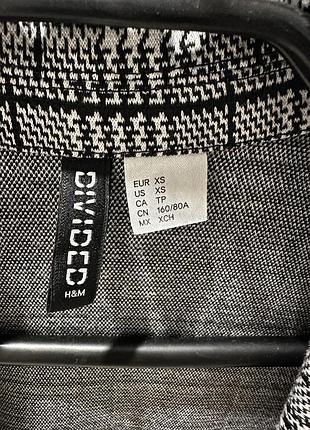 DIVIDED
H&M
EUR XS
US XS
CA TP
CN 160/80A
MX XCH